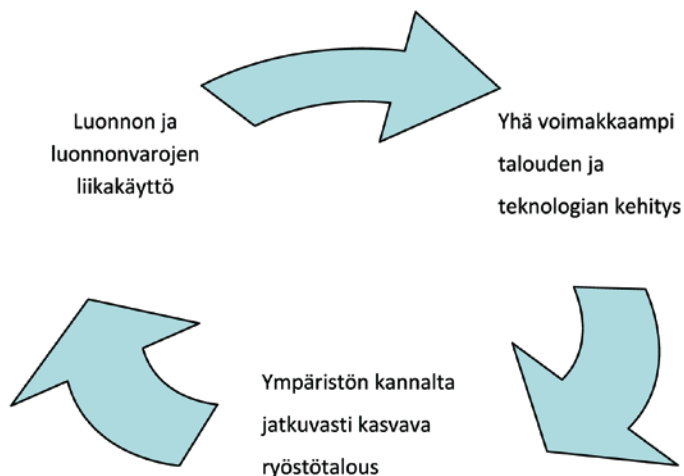 Luonnon ja
luonnonvarojen
liikakäyttö
Yhä voimakkaampi
talouden ja
teknologian kehitys
Ympäristön kannalta
jatkuvasti kasvava
ryöstötalous